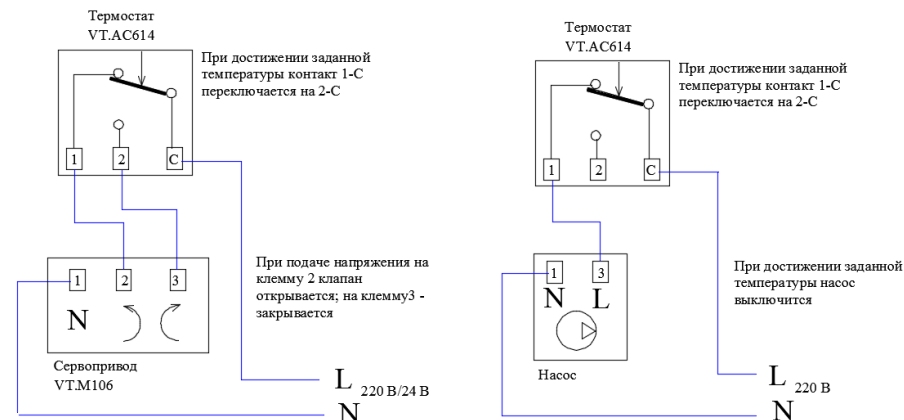 Термостат
VT.AC614
При достижении заданной
температуры контакт 1-С
переключается на 2-С
1 2 C
При подаче напряжения на
клемму 2 клапан
открывается; на клемму3 -
закрывается
1 2 3
N
Сервопривод
VT.M106
L 220 В/24 В
N
Термостат
VT.AC614
При достижении заданной
температуры контакт 1-С
переключается на 2-С
1 2 C
При достижении заданной
температуры насос
выключится
1 3
N L
Насос
L 220 В
N